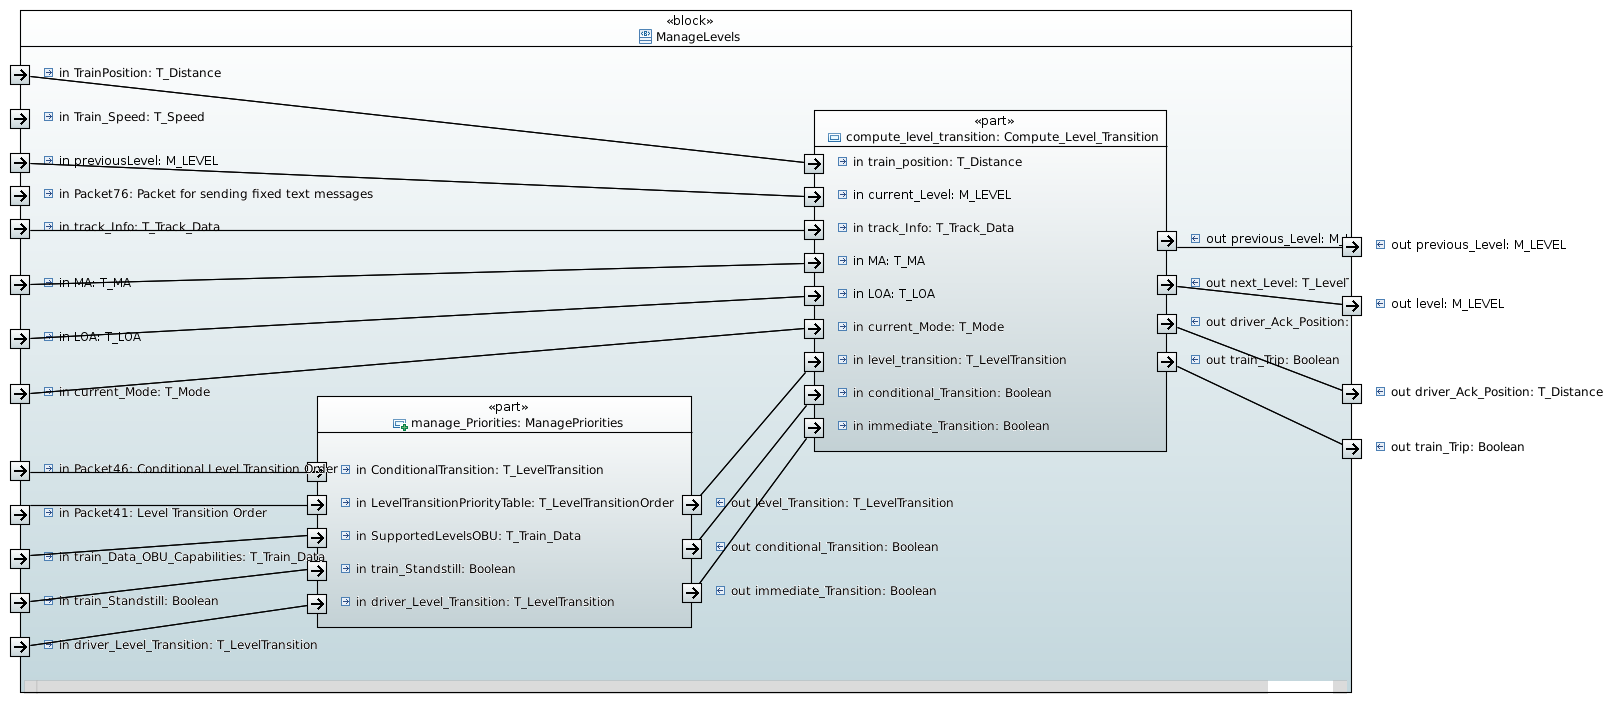 «block»
ManageLevels
in TrainPosition: T_Distance
in Train_Speed: T_Speed
in previousLevel: M_LEVEL
in Packet76: Packet for sending fixed text messages
in track_Info: T_Track_Data
in MA: T_MA
in LOA: T_LOA
in current_Mode: T_Mode
in Packet46: Conditional Level Transition Order
in Packet41: Level Transition Order
in train_Data_OBU_Capabilities: T_Train_Data
in train_Standstill: Boolean
in driver_Level_Transition: T_LevelTransition
«part»
manage_Priorities: ManagePriorities
in ConditionalTransition: T_LevelTransition
in LevelTransitionPriorityTable: T_LevelTransitionOrder
in SupportedLevelsOBU: T_Train_Data
in train_Standstill: Boolean
in driver_Level_Transition: T_LevelTransition
out level_Transition: T_LevelTransition
out conditional_Transition: Boolean
out immediate_Transition: Boolean
«part»
compute_level_transition: Compute_Level_Transition
in train_position: T_Distance
in current_Level: M_LEVEL
in track_Info: T_Track_Data
in MA: T_MA
in LOA: T_LOA
in current_Mode: T_Mode
in level_transition: T_LevelTransition
in conditional_Transition: Boolean
in immediate_Transition: Boolean
out previous_Level: M_L
out next_Level: T_LevelT
out driver_Ack_Position:
out train_Trip: Boolean
out previous_Level: M_LEVEL
out level: M_LEVEL
out driver_Ack_Position: T_Distance
out train_Trip: Boolean